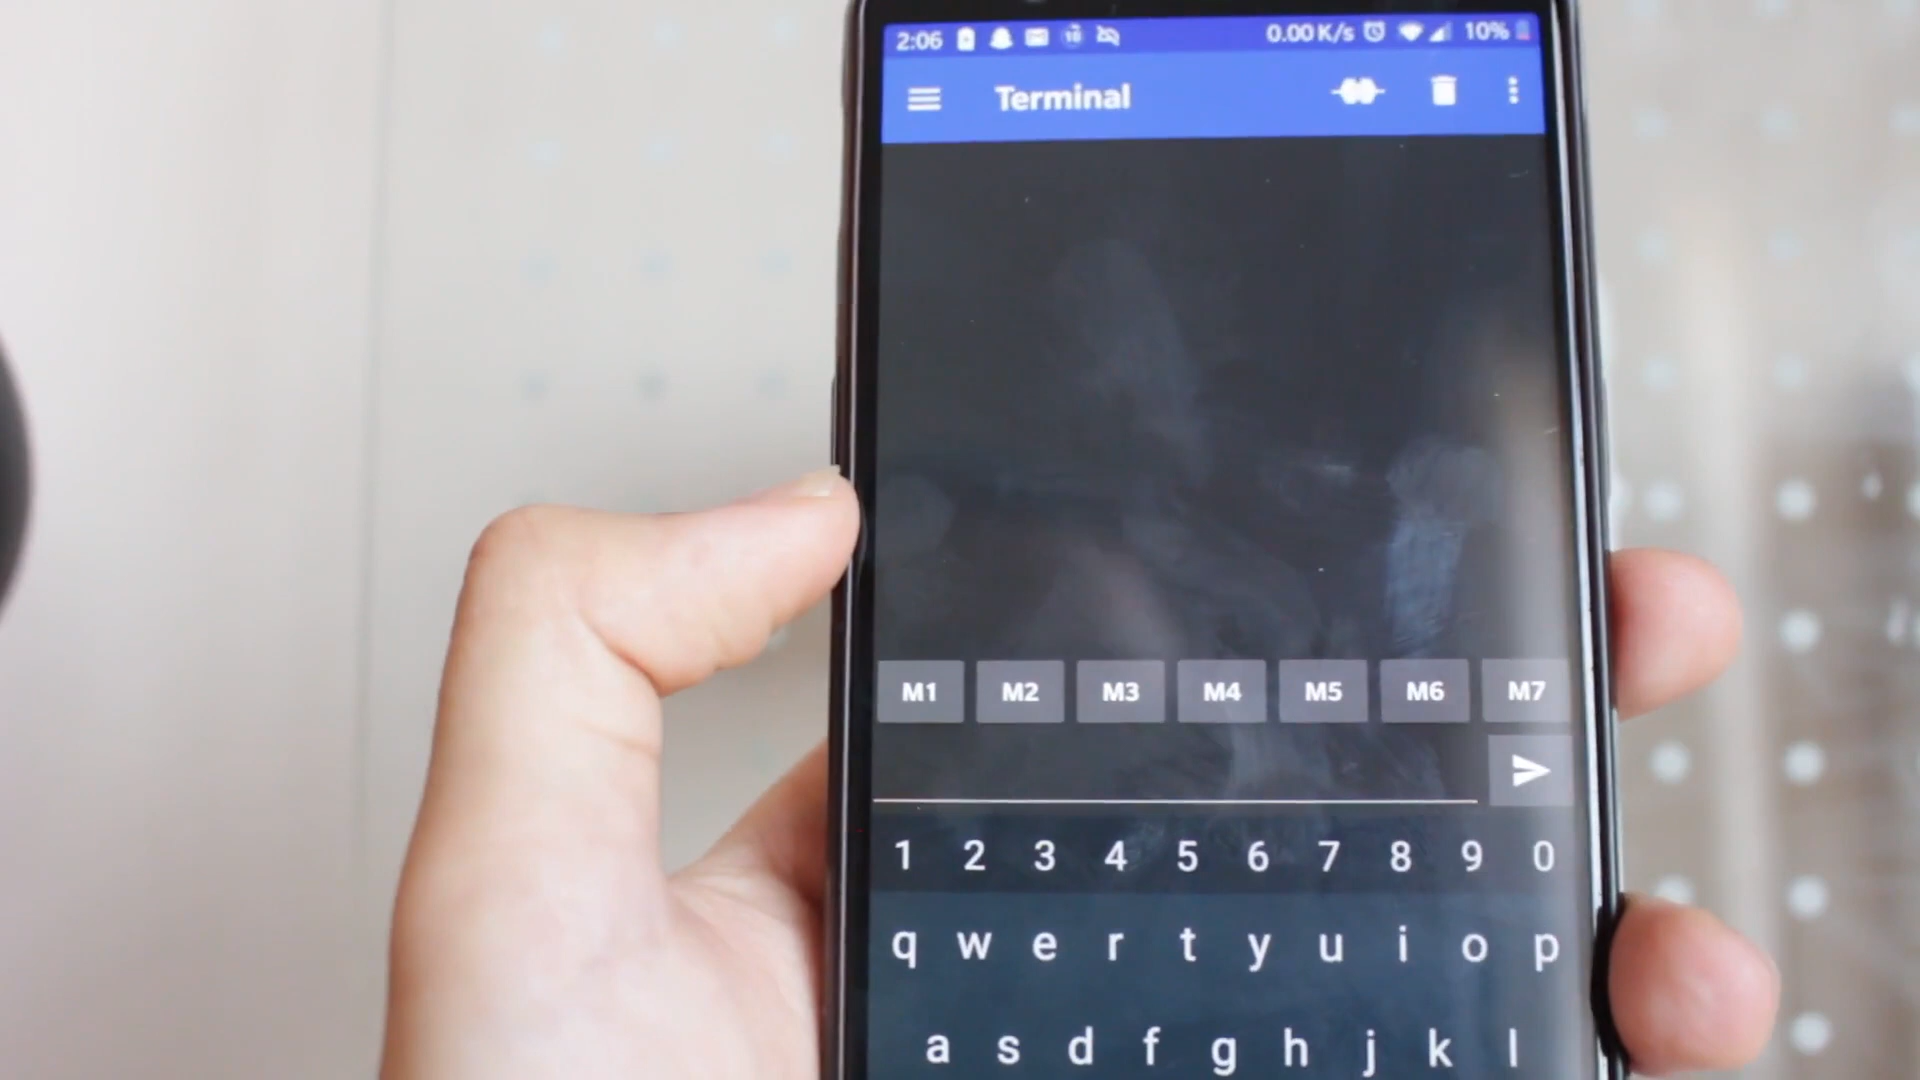 2:06 0.00 K/s 10%
Terminal
M1 M2 M3 M4 M5 M6 M7
1 2 3 4 5 6 7 8 9 0
q w e r t y u i o p
a s d f g h j k l